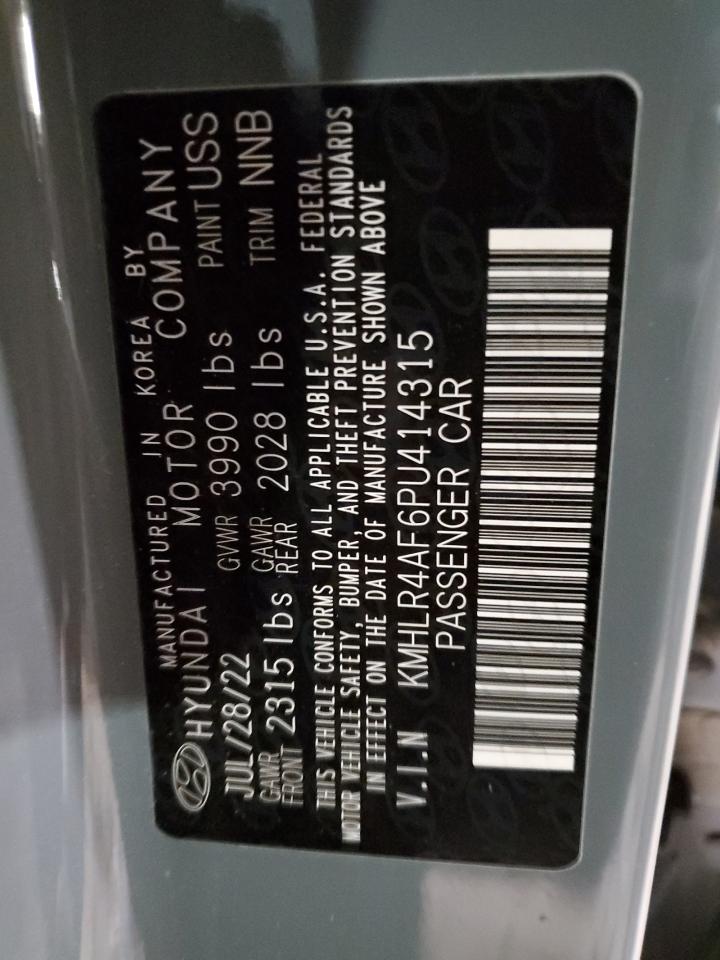 MANUFACTURED IN KOREA BY
HYUNDAI MOTOR COMPANY
JUL/28/22 GVWR 3990 lbs PAINT USS
GAWR FRONT 2315 lbs GAWR REAR 2028 lbs TRIM NNB
THIS VEHICLE CONFORMS TO ALL APPLICABLE U.S.A. FEDERAL
MOTOR VEHICLE SAFETY, BUMPER, AND THEFT PREVENTION STANDARDS
IN EFFECT ON THE DATE OF MANUFACTURE SHOWN ABOVE
V.I.N KMHLR4AF6PU414315
PASSENGER CAR